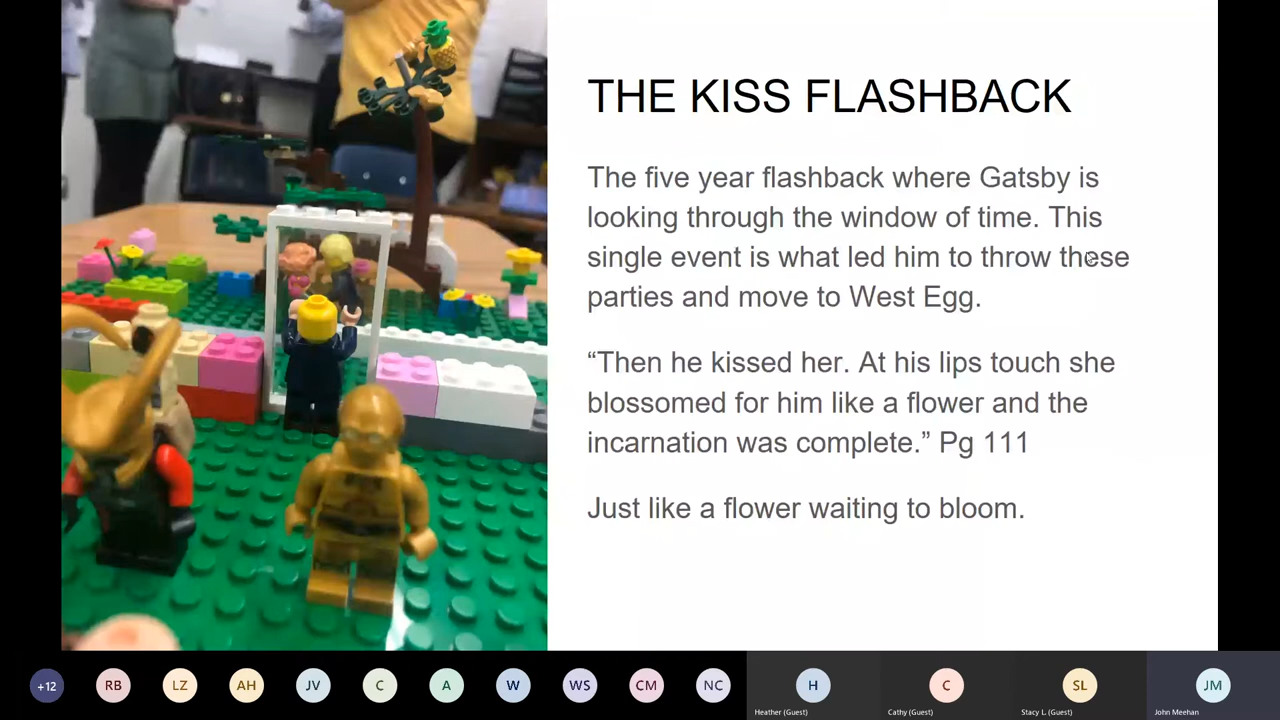 THE KISS FLASHBACK
The five year flashback where Gatsby is
looking through the window of time. This
single event is what led him to throw these
parties and move to West Egg.
“Then he kissed her. At his lips touch she
blossomed for him like a flower and the
incarnation was complete.” Pg 111
Just like a flower waiting to bloom.
+12 RB LZ AH JV C A W WS CM NC H C SL JM
Heather (Guest) Cathy (Guest) Stacy L. (Guest) John Meehan